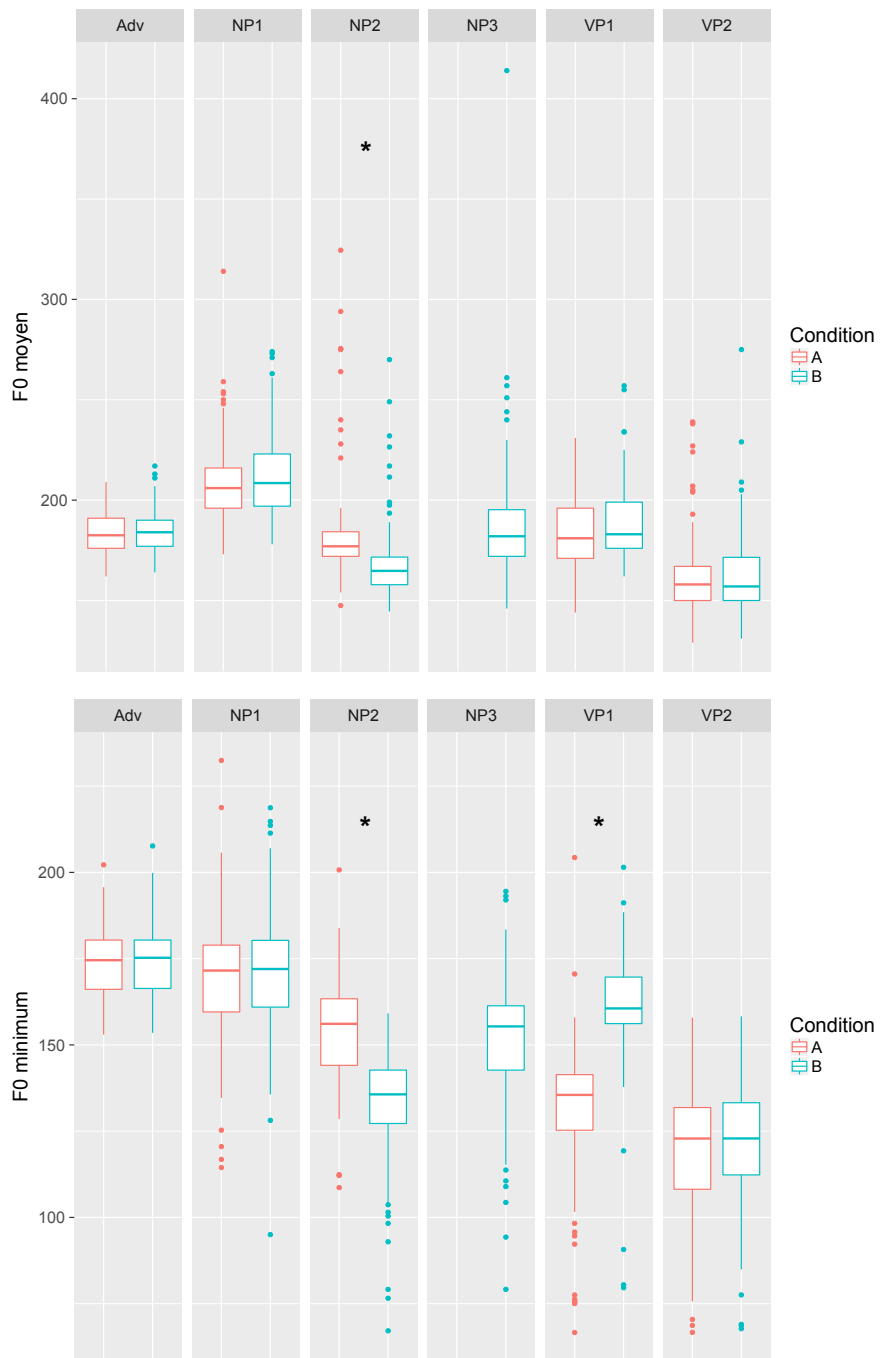 Adv NP1 NP2 NP3 VP1 VP2
400
*
300
200
F0 moyen
Condition
A
B
Adv NP1 NP2 NP3 VP1 VP2
* *
200
150
100
F0 minimum
Condition
A
B